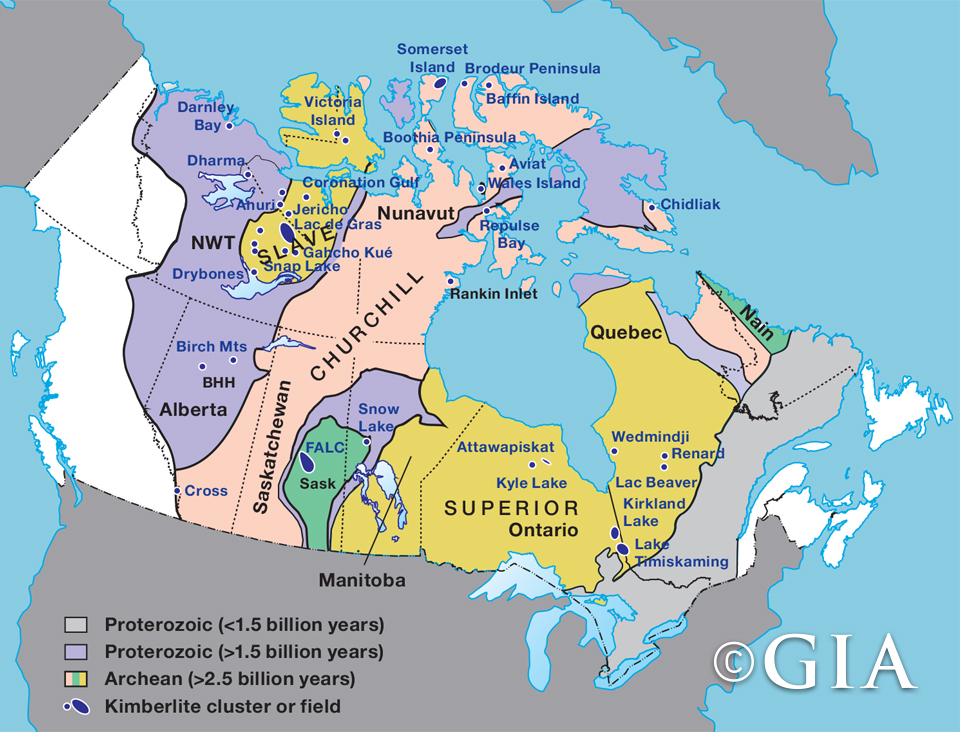 Somerset
Island
Brodeur Peninsula
Baffin Island
Darnley
Bay
Victoria
Island
Boothia Peninsula
Dharma
Aviat
Coronation Gulf
Wales Island
Anuri
Jericho
Nunavut
Chidliak
Lac de Gras
Repulse
Bay
NWT
SLAVE
Gahcho Kué
Snap Lake
Drybones
Rankin Inlet
CHURCHILL
Nain
Quebec
Birch Mts
BHH
Alberta
Saskatchewan
Snow
Lake
FALC
Sask
Attawapiskat
Kyle Lake
Wedmindji
Renard
Lac Beaver
Cross
SUPERIOR
Ontario
Kirkland
Lake
Lake
Timiskaming
Manitoba
Proterozoic (<1.5 billion years)
Proterozoic (>1.5 billion years)
Archean (>2.5 billion years)
Kimberlite cluster or field
©GIA